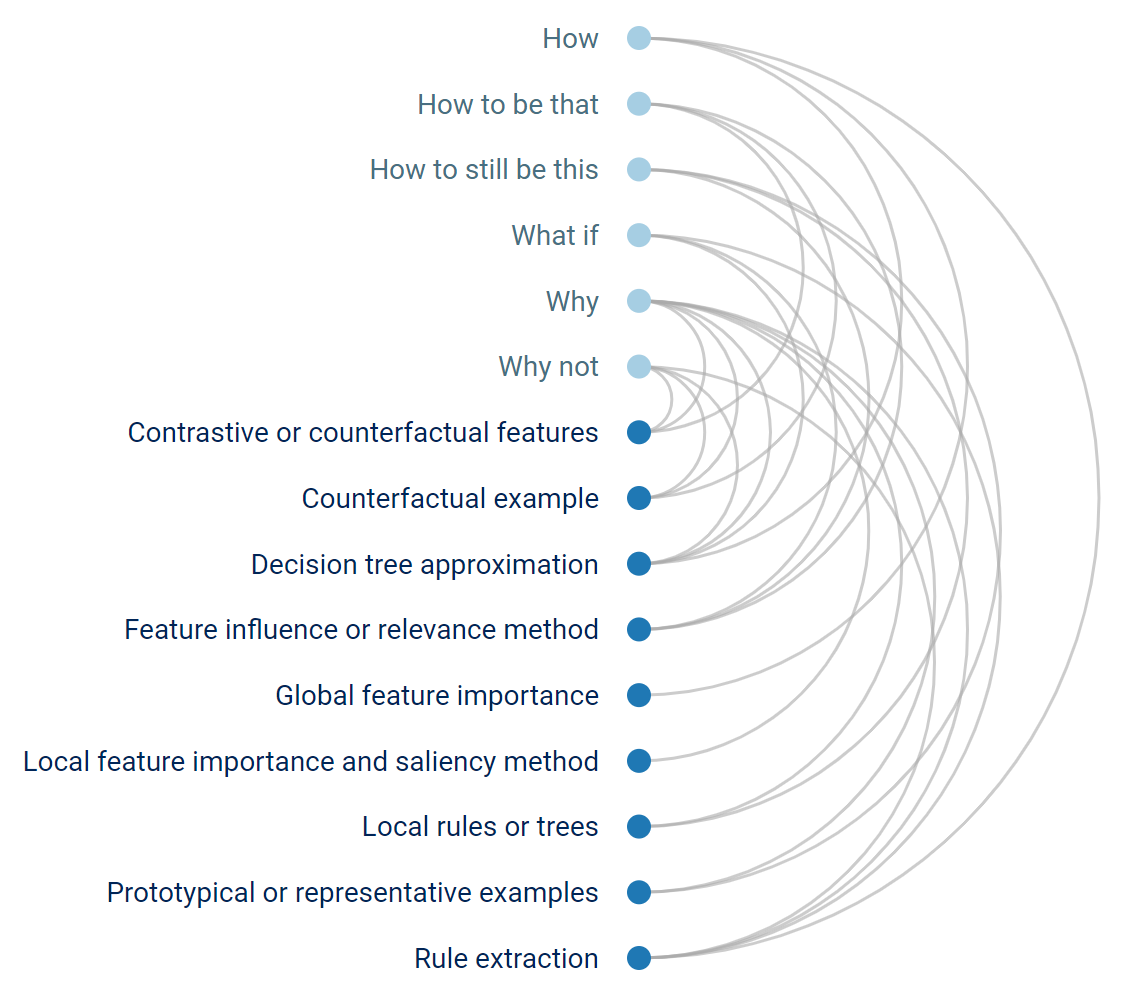 How
How to be that
How to still be this
What if
Why
Why not
Contrastive or counterfactual features
Counterfactual example
Decision tree approximation
Feature influence or relevance method
Global feature importance
Local feature importance and saliency method
Local rules or trees
Prototypical or representative examples
Rule extraction